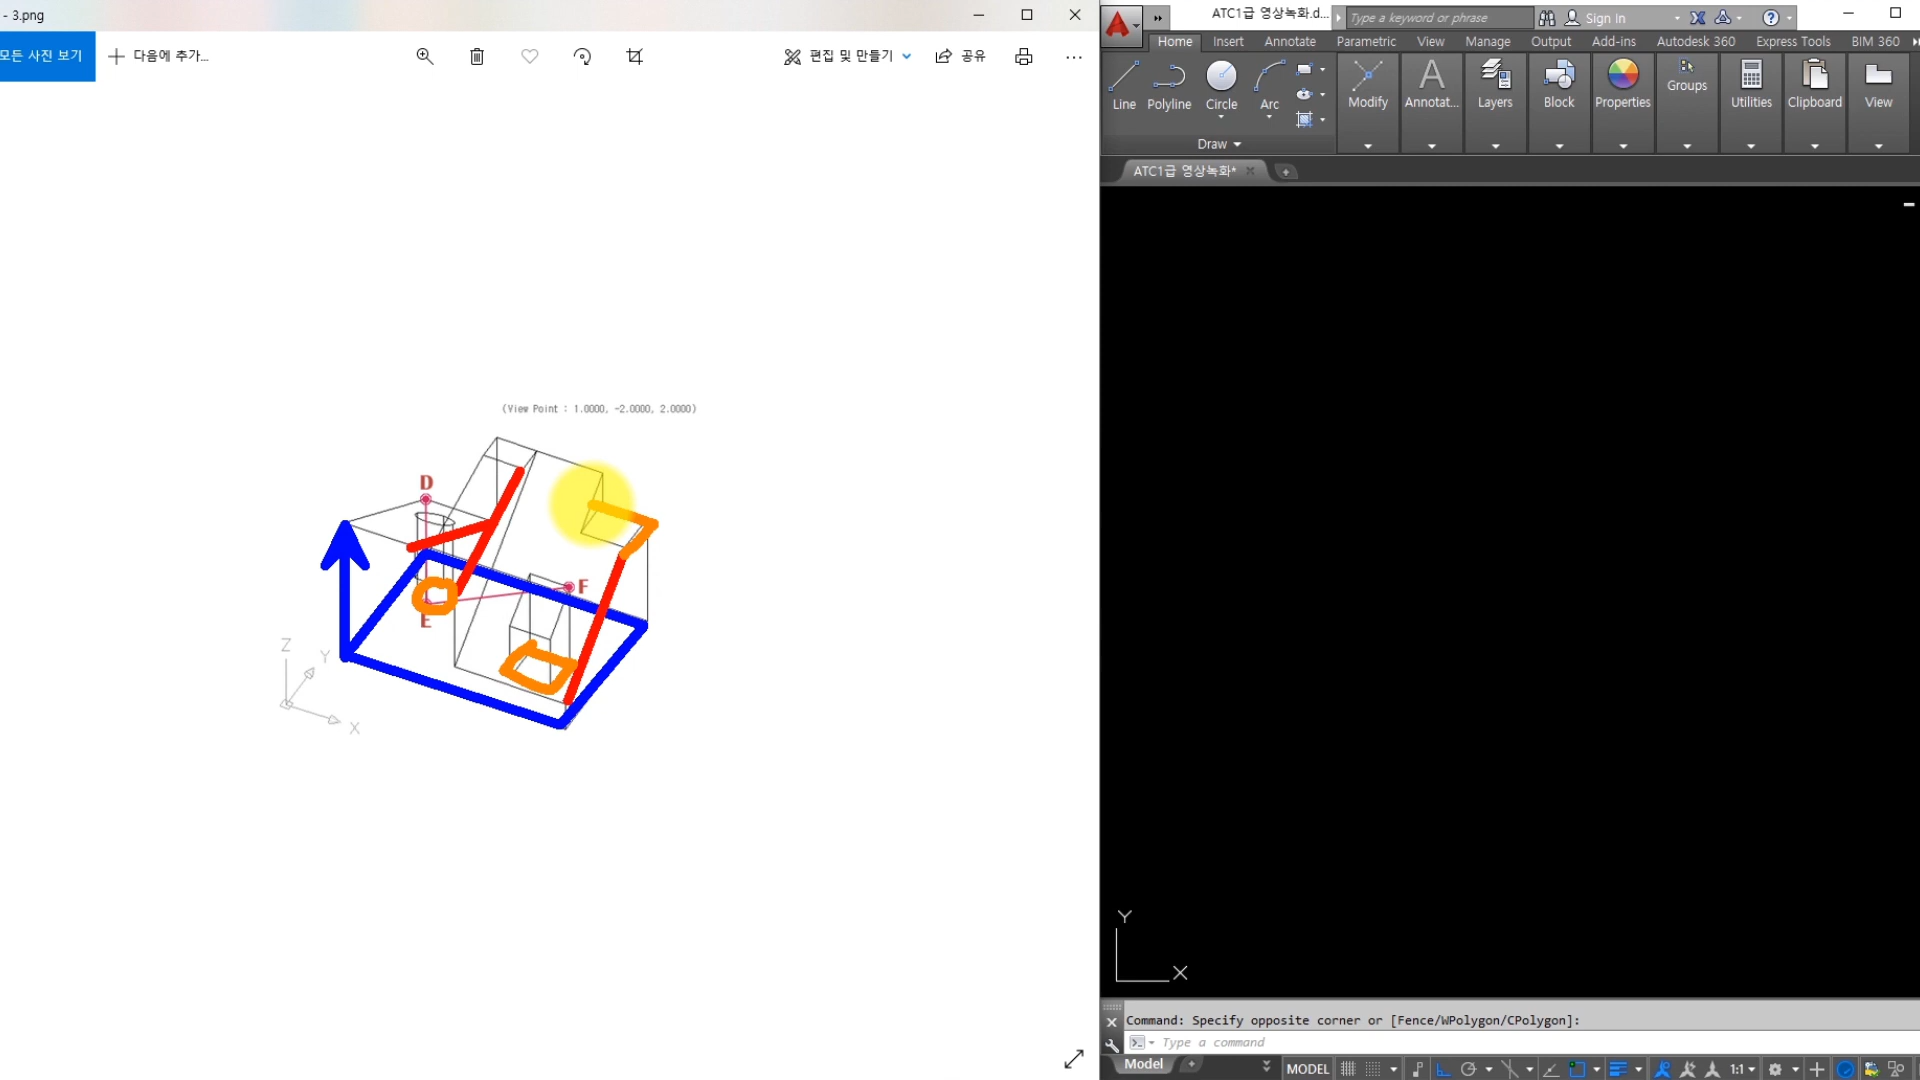 - 3.png
모든 사진 보기
다음에 추가...
편집 및 만들기
공유
(View Point : 1.0000, -2.0000, 2.0000)
D
F
E
Z
Y
X
ATC1급 영상녹화.d...
Type a keyword or phrase
Sign In
Home Insert Annotate Parametric View Manage Output Add-ins Autodesk 360 Express Tools BIM 360
Line Polyline Circle Arc Modify Annotat... Layers Block Properties Groups Utilities Clipboard View
Draw
ATC1급 영상녹화*
Y
X
Command: Specify opposite corner or [Fence/WPolygon/CPolygon]:
Type a command
Model
MODEL
1:1